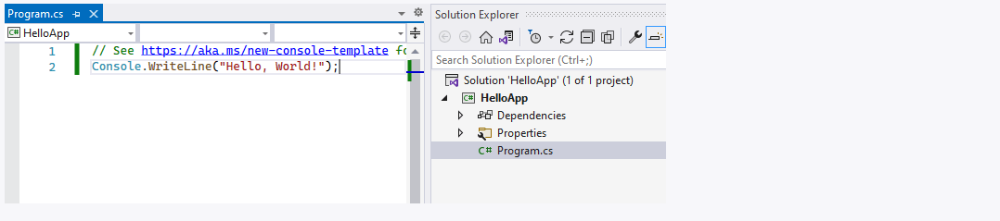 Program.cs
HelloApp
1 // See https://aka.ms/new-console-template fo
2 Console.WriteLine("Hello, World!");
Solution Explorer
Search Solution Explorer (Ctrl+;)
Solution 'HelloApp' (1 of 1 project)
C# HelloApp
Dependencies
Properties
C# Program.cs